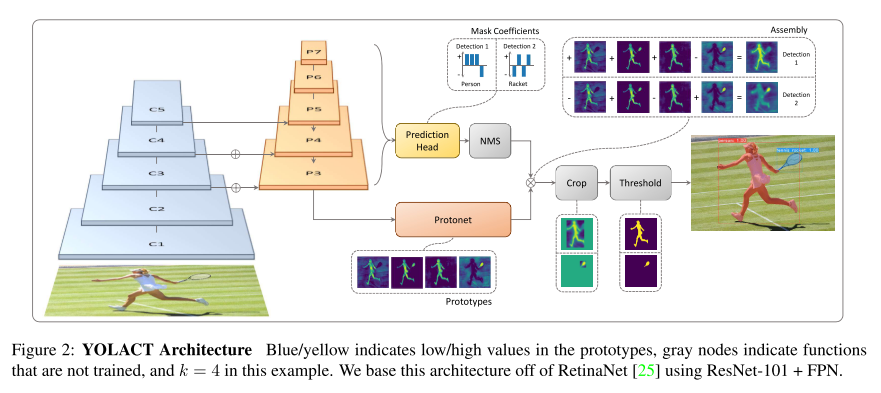 Mask Coefficients
Detection 1
Detection 2
+
-
Person
+
-
Racket
Assembly
+ + + - = Detection 1
- + - + = Detection 2
P7
P6
P5
P4
P3
C5
C4
C3
C2
C1
Prediction Head
NMS
Crop
Threshold
Protonet
Prototypes
Figure 2: YOLACT Architecture Blue/yellow indicates low/high values in the prototypes, gray nodes indicate functions
that are not trained, and k = 4 in this example. We base this architecture off of RetinaNet [25] using ResNet-101 + FPN.